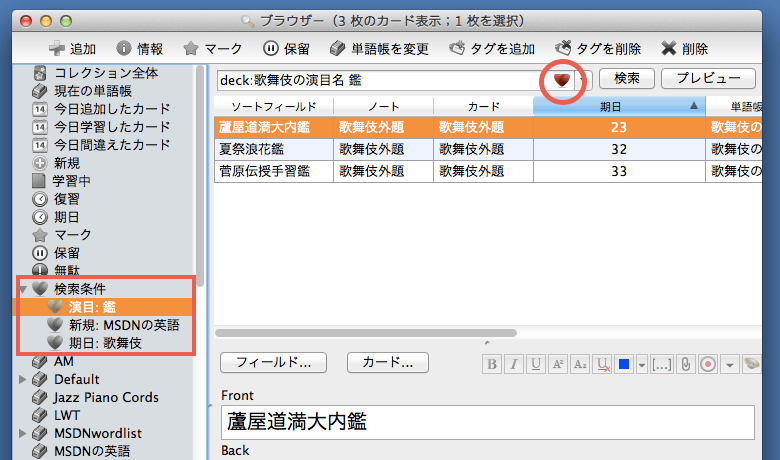 ブラウザー（3 枚のカード表示；1 枚を選択）
追加 情報 マーク 保留 単語帳を変更 タグを追加 タグを削除 削除
コレクション全体
現在の単語帳
14 今日追加したカード
14 今日学習したカード
14 今日間違えたカード
新規
学習中
復習
期日
マーク
保留
無駄
検索条件
演目: 鑑
新規: MSDNの英語
期日: 歌舞伎
AM
Default
Jazz Piano Cords
LWT
MSDNwordlist
MSDNの英語
deck:歌舞伎の演目名 鑑 検索 プレビュー
ソートフィールド ノート カード 期日 単語帳
蘆屋道満大内鑑 歌舞伎外題 歌舞伎外題 23 歌舞伎の
夏祭浪花鑑 歌舞伎外題 歌舞伎外題 32 歌舞伎の
菅原伝授手習鑑 歌舞伎外題 歌舞伎外題 33 歌舞伎の
フィールド... カード... B I U A² A₂ U [...]
Front
蘆屋道満大内鑑
Back